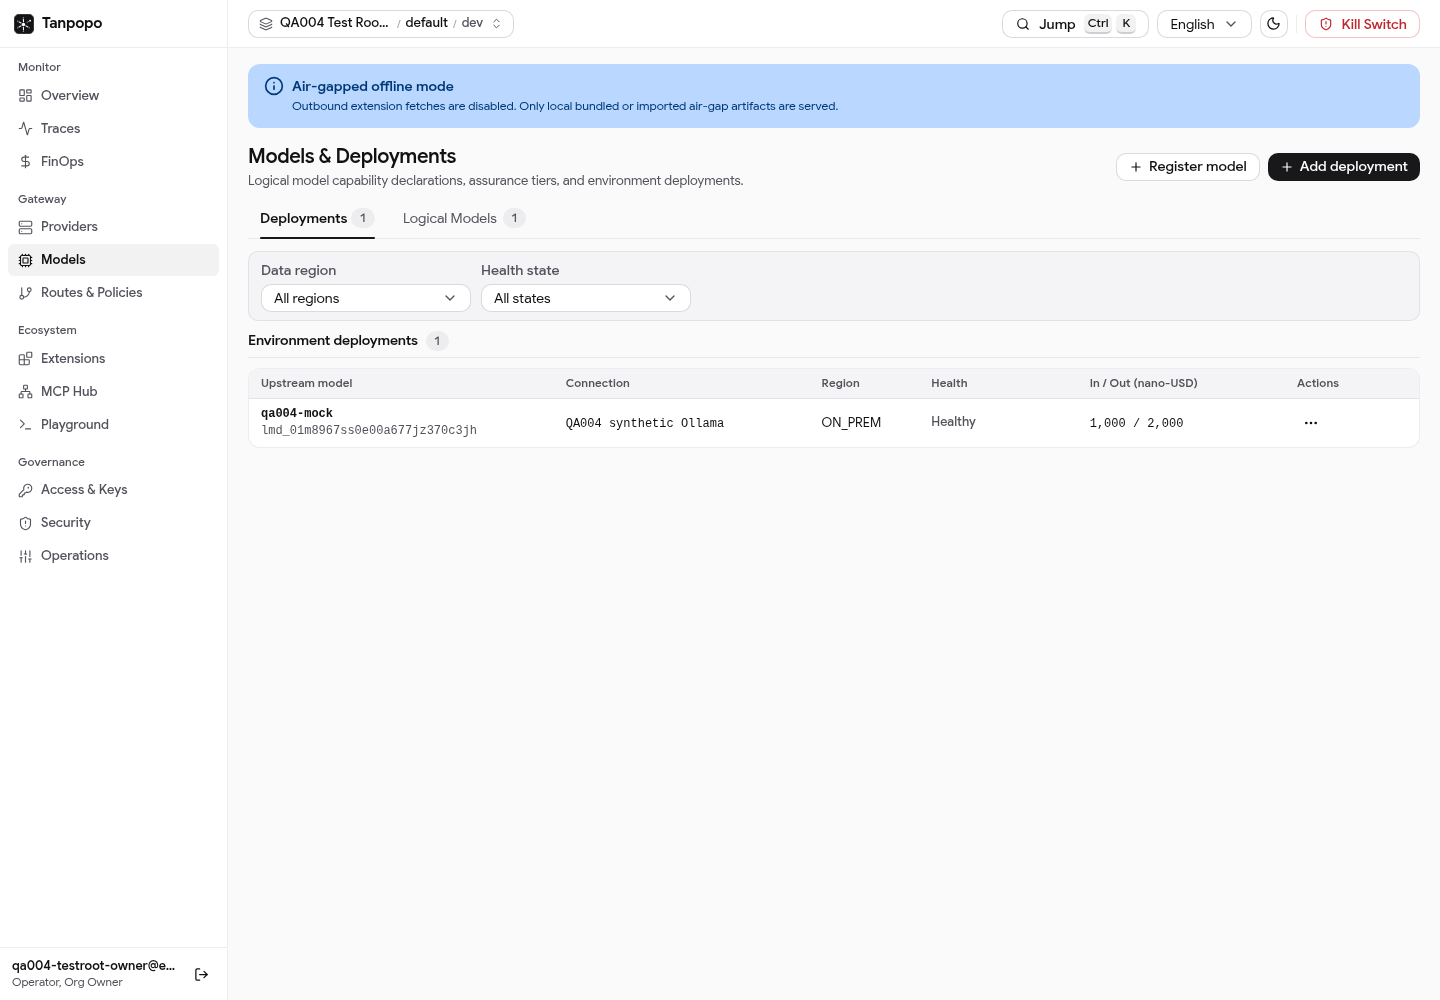 Tanpopo
QA004 Test Roo... / default / dev
Jump Ctrl K
English
Kill Switch
Monitor
Overview
Traces
FinOps
Gateway
Providers
Models
Routes & Policies
Ecosystem
Extensions
MCP Hub
Playground
Governance
Access & Keys
Security
Operations
qa004-testroot-owner@e...
Operator, Org Owner
Air-gapped offline mode
Outbound extension fetches are disabled. Only local bundled or imported air-gap artifacts are served.
Models & Deployments
Logical model capability declarations, assurance tiers, and environment deployments.
Register model
Add deployment
Deployments 1
Logical Models 1
Data region
Health state
All regions
All states
Environment deployments 1
Upstream model Connection Region Health In / Out (nano-USD) Actions
qa004-mock
lmd_01m8967ss0e00a677jz370c3jh
QA004 synthetic Ollama
ON_PREM
Healthy
1,000 / 2,000